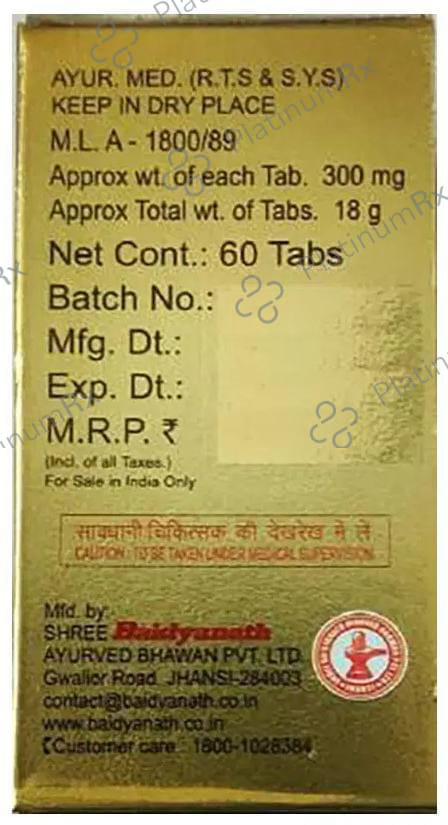 AYUR. MED. (R.T.S & S.Y.S)
KEEP IN DRY PLACE
M.L. A - 1800/89
Approx wt. of each Tab. 300 mg
Approx Total wt. of Tabs. 18 g
Net Cont.: 60 Tabs
Batch No.:
Mfg. Dt.:
Exp. Dt.:
M.R.P. ₹
(Incl. of all Taxes.)
For Sale in India Only
सावधानी चिकित्सक की देखरेख में लें
CAUTION : TO BE TAKEN UNDER MEDICAL SUPERVISION
Mfd. by:-
SHREE Baidyanath
AYURVED BHAWAN PVT. LTD.
Gwalior Road, JHANSI-284003
contact@baidyanath.co.in
www.baidyanath.co.in
Customer care : 1800-1028384
PlatinumRx
PlatinumRx
PlatinumRx